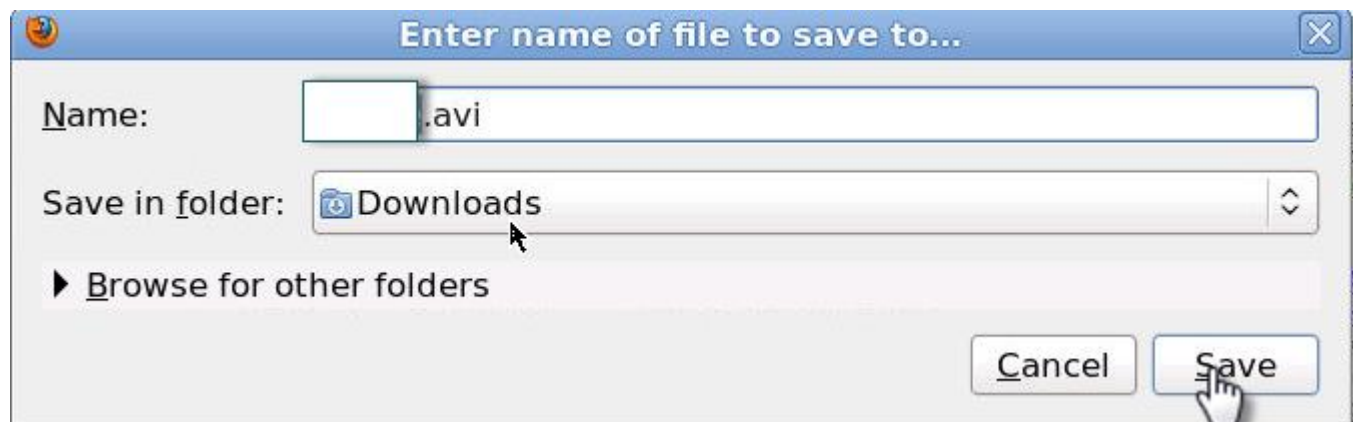 Enter name of file to save to...
Name: .avi
Save in folder: Downloads
Browse for other folders
Cancel Save